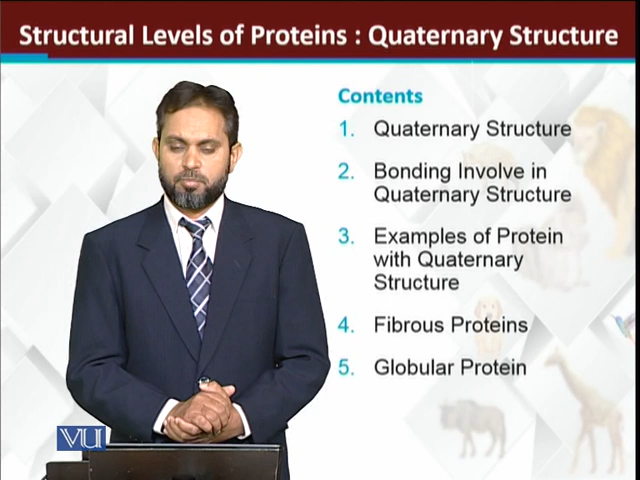 Structural Levels of Proteins : Quaternary Structure
Contents
1. Quaternary Structure
2. Bonding Involve in
Quaternary Structure
3. Examples of Protein
with Quaternary
Structure
4. Fibrous Proteins
5. Globular Protein
VU